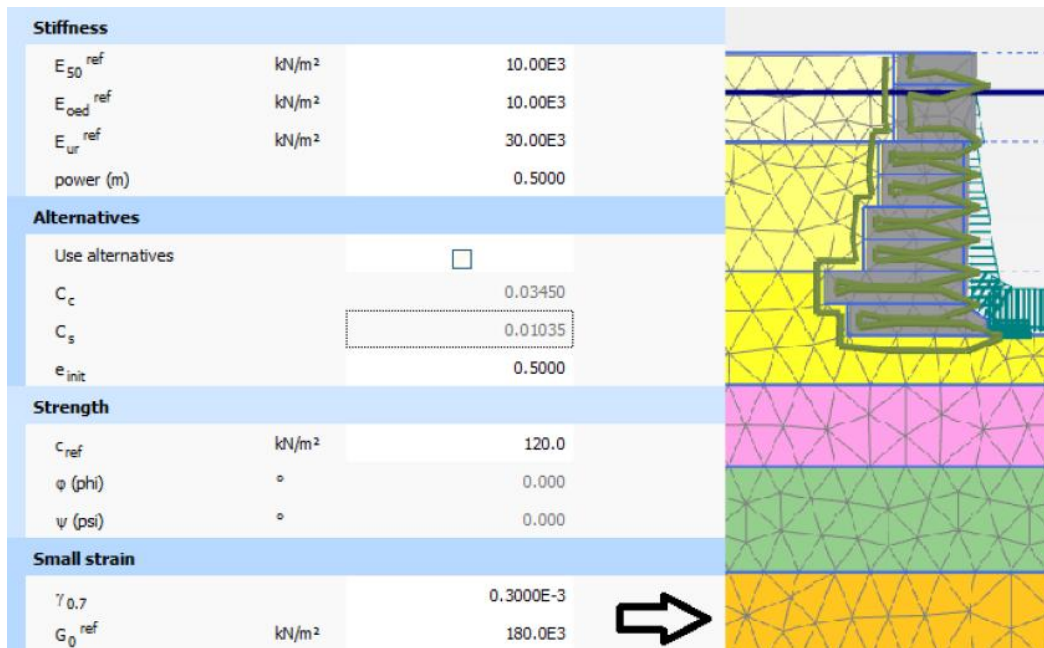 Stiffness
E50 ref kN/m² 10.00E3
Eoed ref kN/m² 10.00E3
Eur ref kN/m² 30.00E3
power (m) 0.5000
Alternatives
Use alternatives
Cc 0.03450
Cs 0.01035
einit 0.5000
Strength
cref kN/m² 120.0
φ (phi) ° 0.000
ψ (psi) ° 0.000
Small strain
γ0.7 0.3000E-3
G0 ref kN/m² 180.0E3